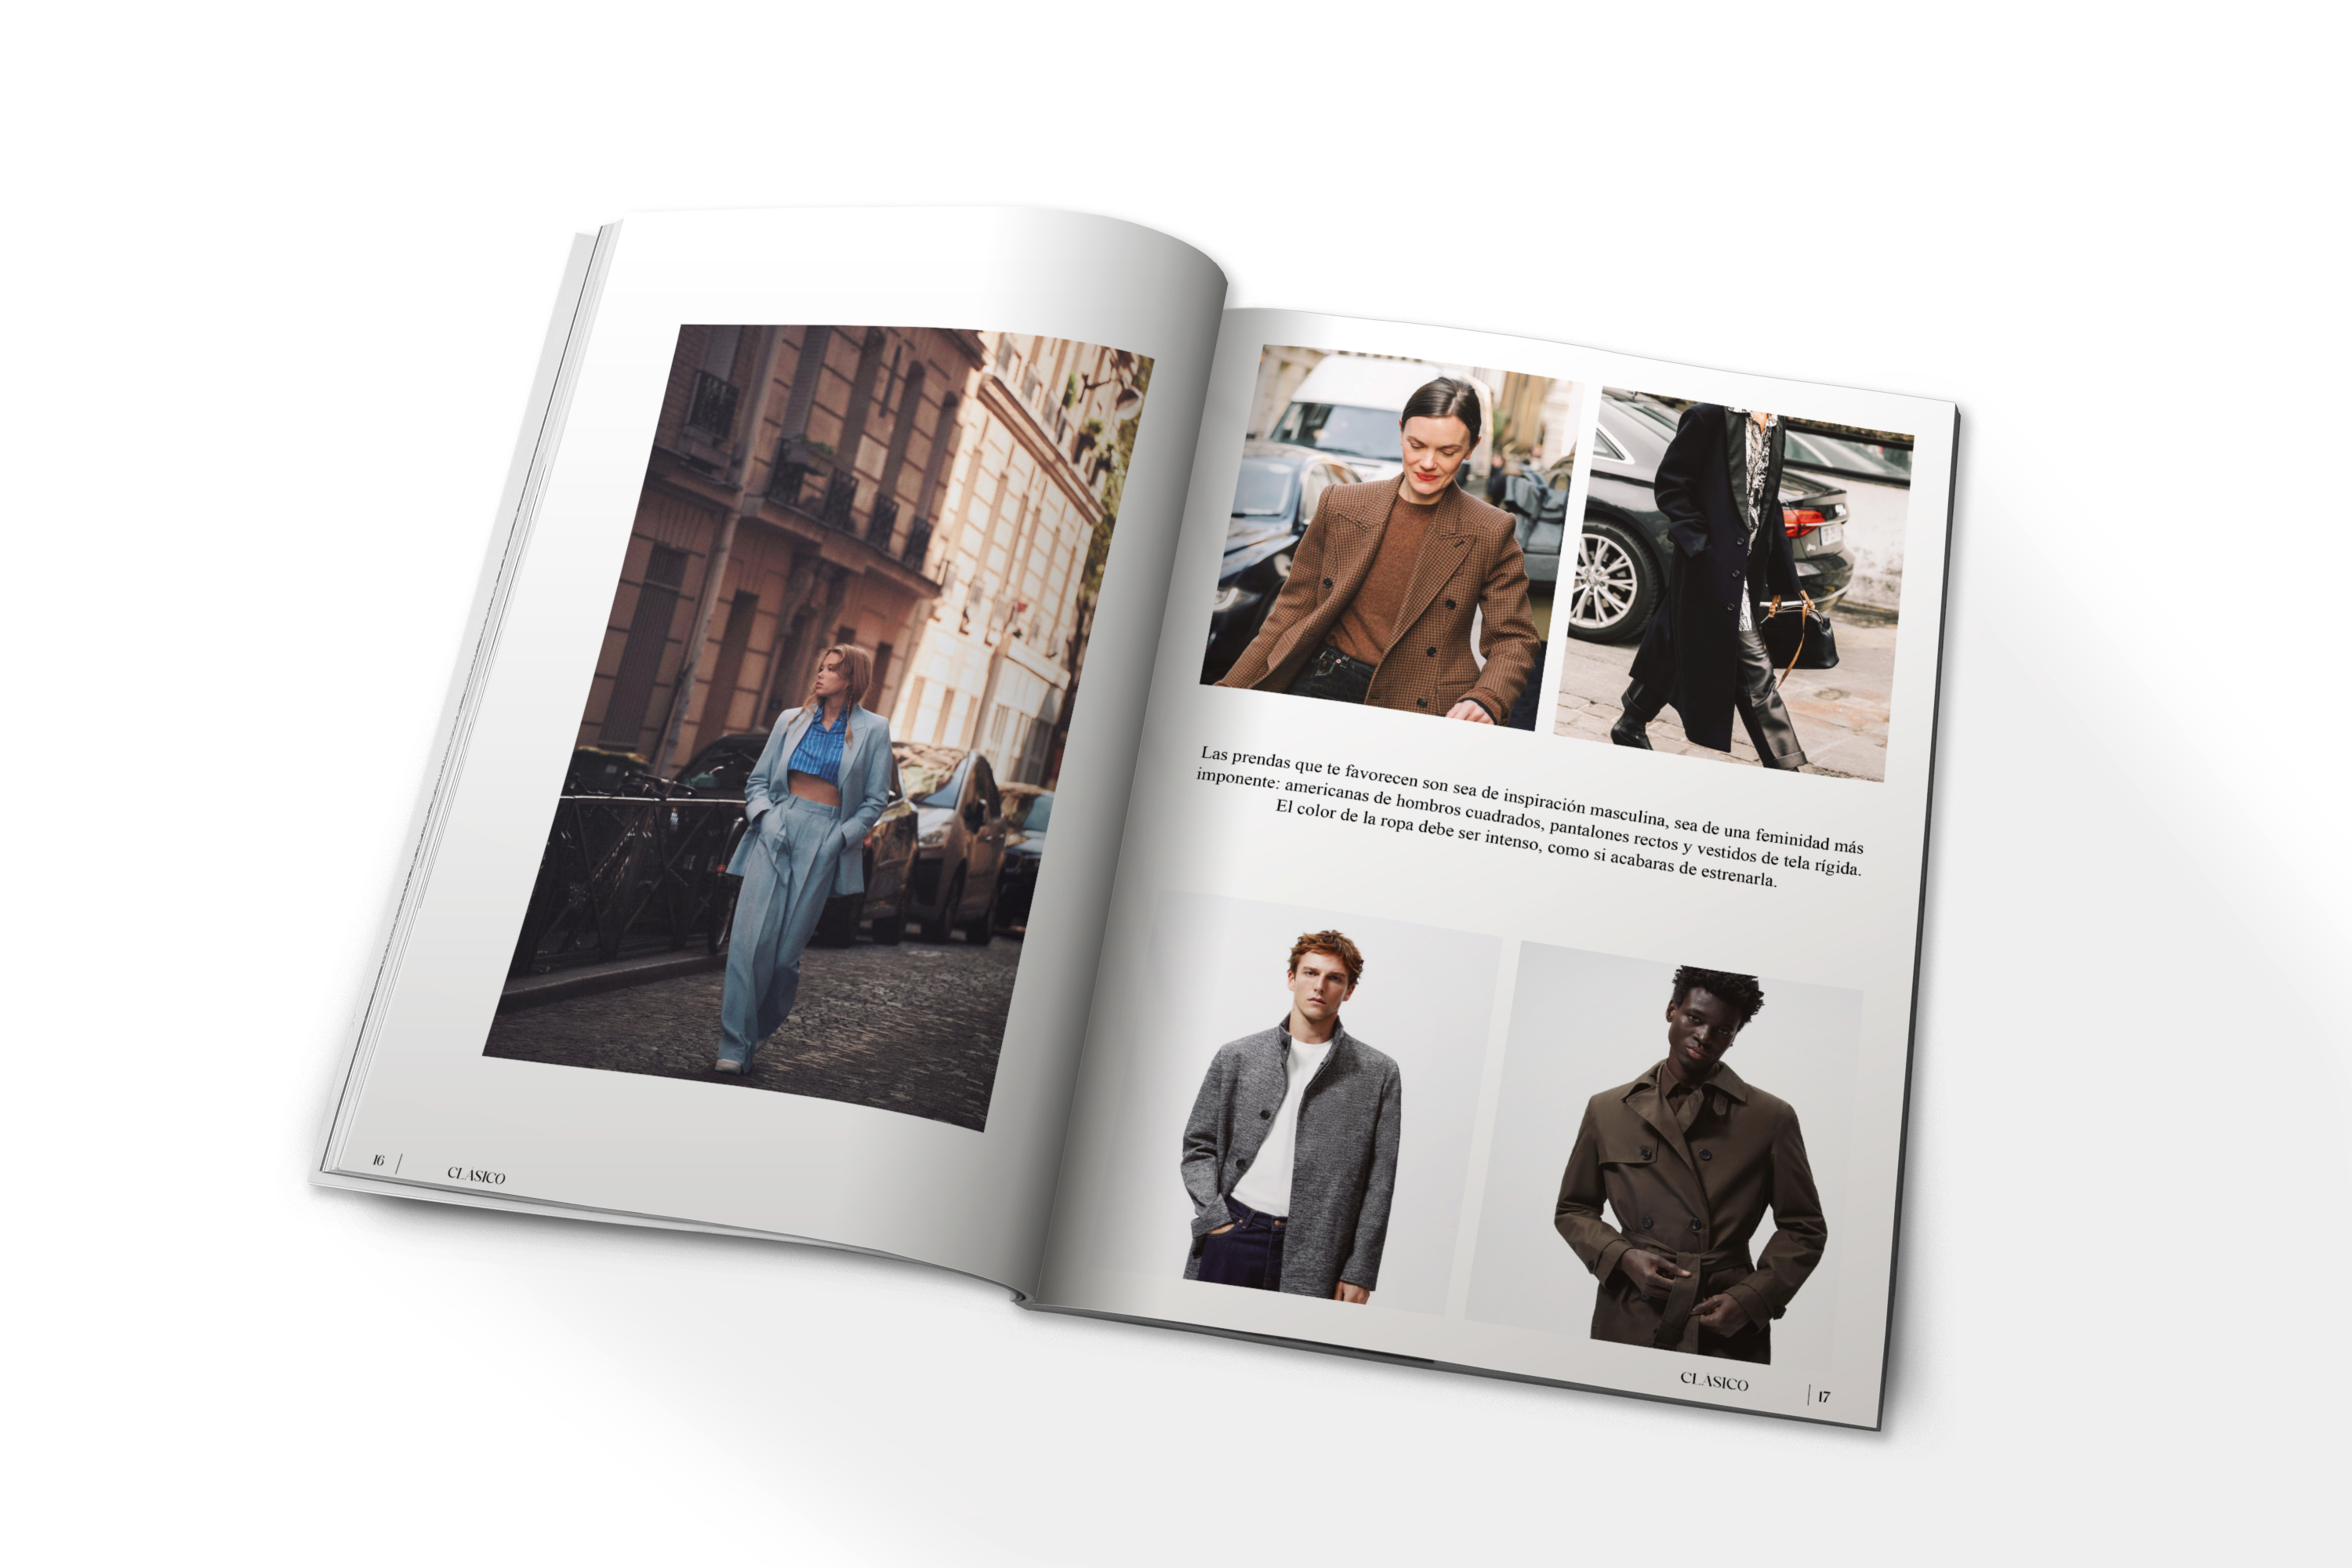 16 |
CLÁSICO
Las prendas que te favorecen son sea de inspiración masculina, sea de una feminidad más
imponente: americanas de hombros cuadrados, pantalones rectos y vestidos de tela rígida.
El color de la ropa debe ser intenso, como si acabaras de estrenarla.
CLÁSICO
| 17